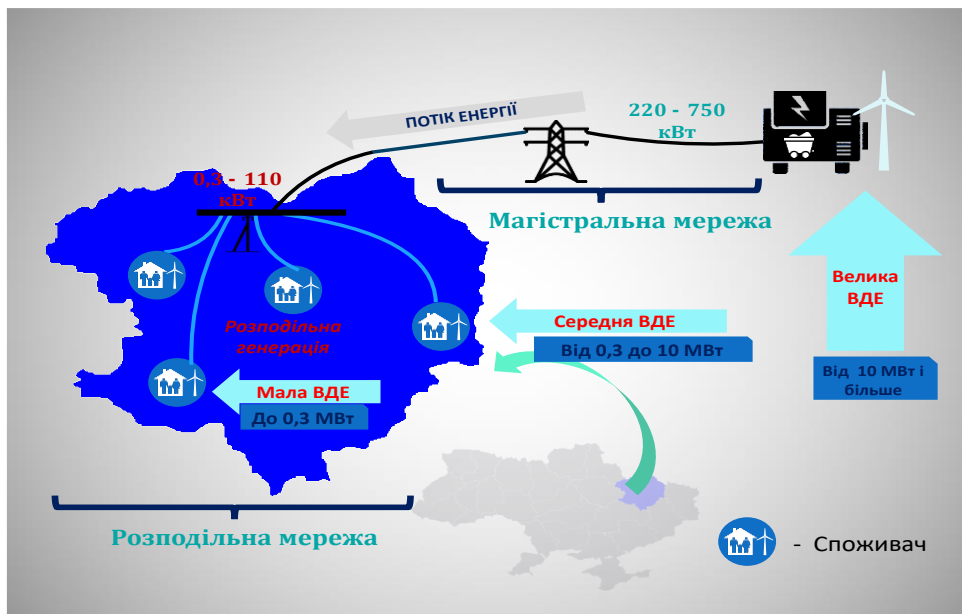 ПОТІК ЕНЕРГІЇ
220 - 750
кВт
0,3 - 110
кВт
Магістральна мережа
Розподільна
генерація
Велика
ВДЕ
Середня ВДЕ
Від 0,3 до 10 МВт
Від 10 МВт і
більше
Мала ВДЕ
До 0,3 МВт
Розподільна мережа
- Споживач